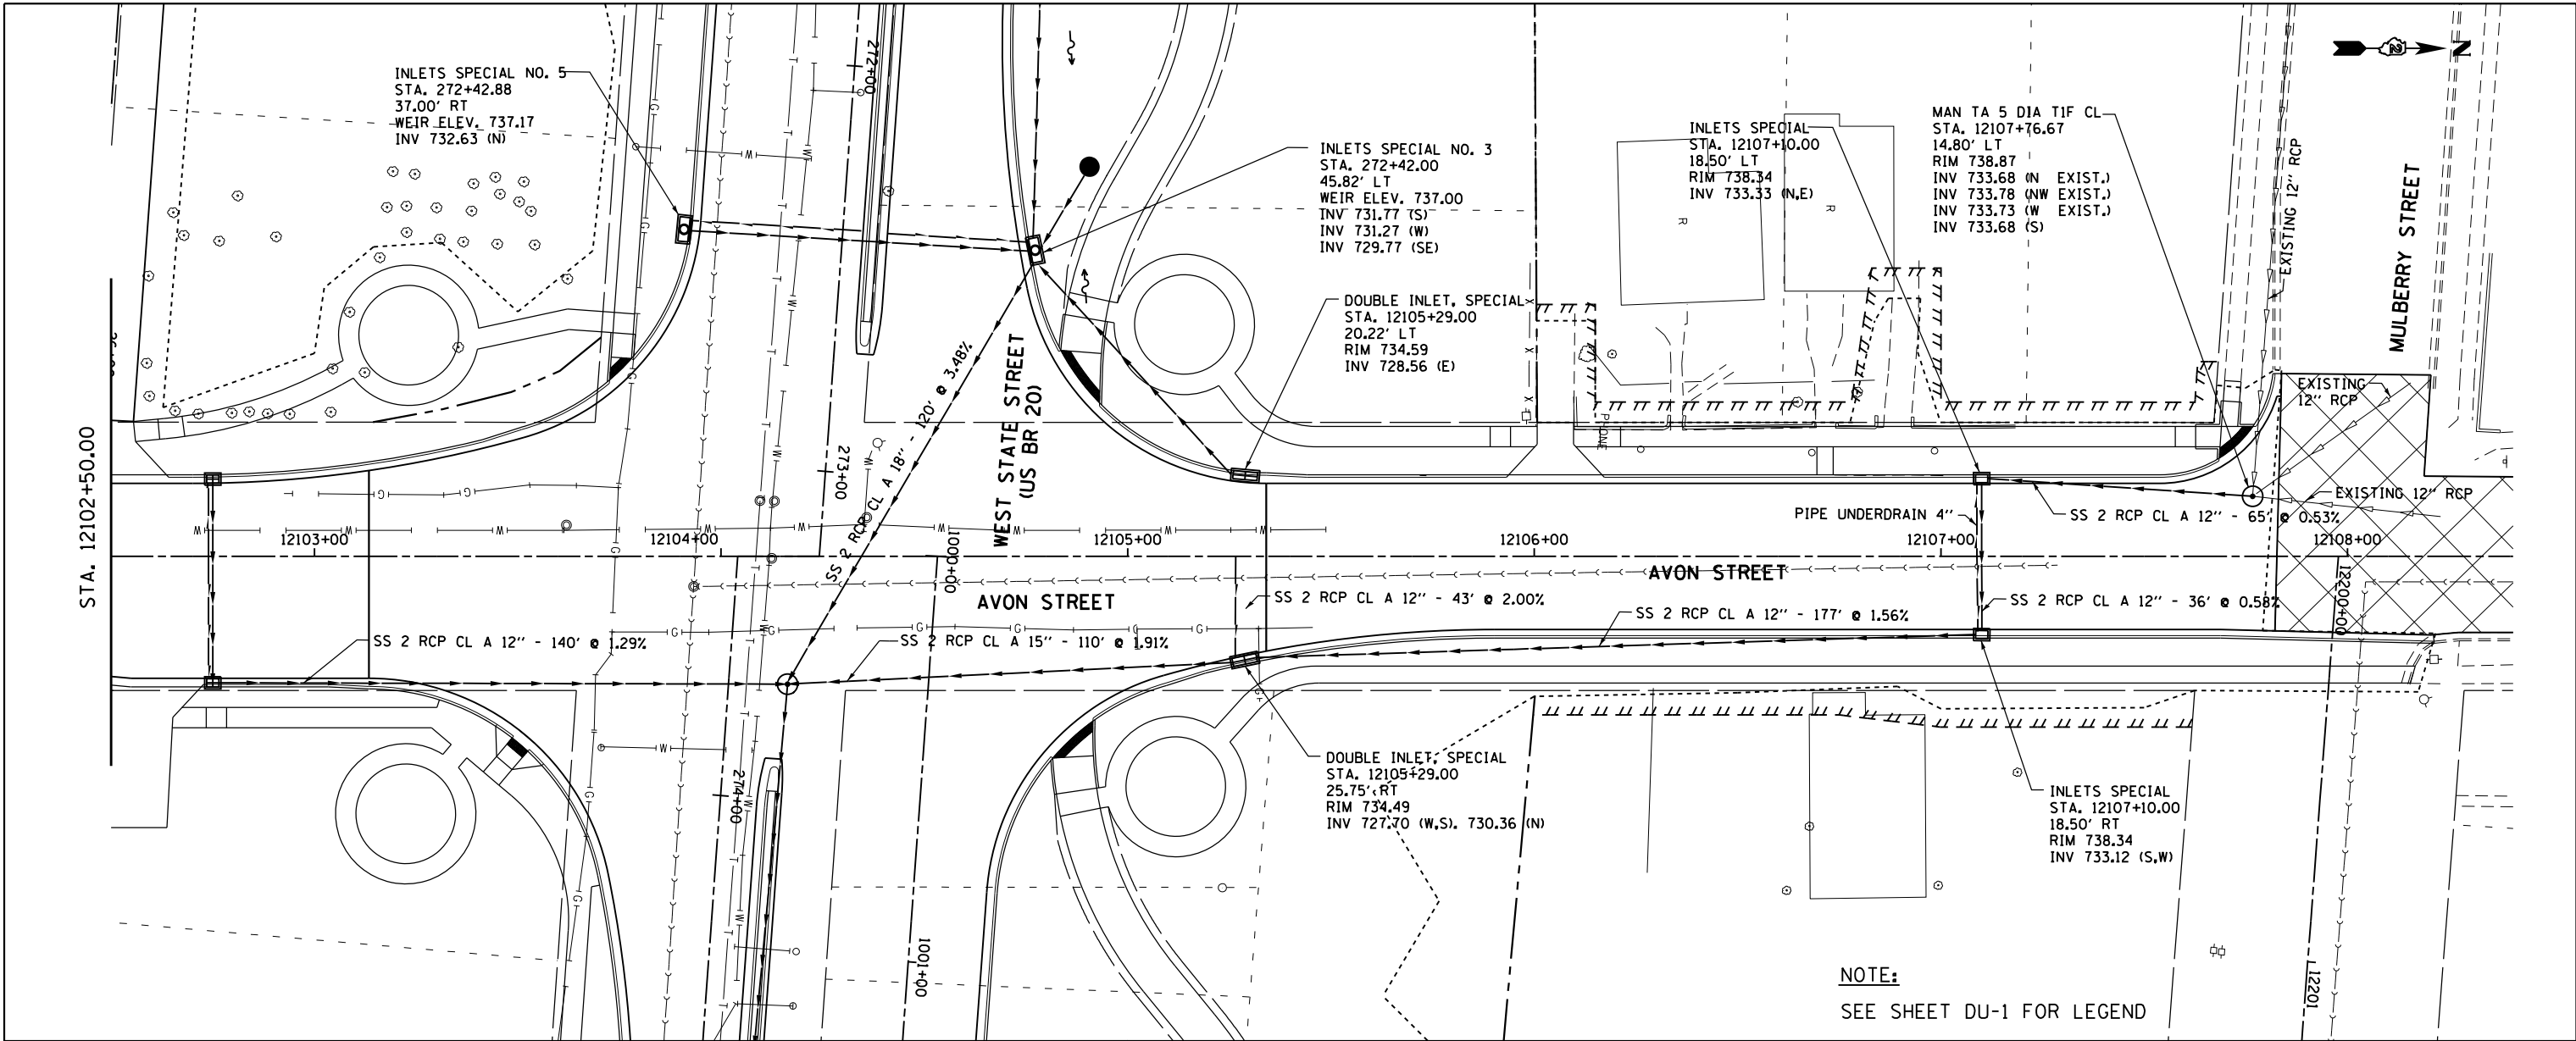 INLETS SPECIAL NO. 5
STA. 272+42.88
37.00' RT
WEIR ELEV. 737.17
INV 732.63 (N)
272+00
INLETS SPECIAL NO. 3
STA. 272+42.00
45.82' LT
WEIR ELEV. 737.00
INV 731.77 (S)
INV 731.27 (W)
INV 729.77 (SE)
INLETS SPECIAL
STA. 12107+10.00
18.50' LT
RIM 738.34
INV 733.33 (N,E)
MAN TA 5 DIA T1F CL
STA. 12107+76.67
14.80' LT
RIM 738.87
INV 733.68 (N EXIST.)
INV 733.78 (NW EXIST.)
INV 733.73 (W EXIST.)
INV 733.68 (S)
2
N
EXISTING 12" RCP
MULBERRY STREET
DOUBLE INLET, SPECIAL
STA. 12105+29.00
20.22' LT
RIM 734.59
INV 728.56 (E)
EXISTING
12" RCP
EXISTING 12" RCP
STA. 12102+50.00
SS 2 RCP CL A 18" - 120' @ 3.48%
WEST STATE STREET
(US BR 20)
273+00
PHONE
PIPE UNDERDRAIN 4"
SS 2 RCP CL A 12" - 65' @ 0.53%
12103+00
12104+00
12105+00
12106+00
12107+00
12108+00
1000+00
12200+00
AVON STREET
AVON STREET
SS 2 RCP CL A 12" - 43' @ 2.00%
SS 2 RCP CL A 12" - 177' @ 1.56%
SS 2 RCP CL A 12" - 36' @ 0.58%
SS 2 RCP CL A 12" - 140' @ 1.29%
SS 2 RCP CL A 15" - 110' @ 1.91%
274+00
DOUBLE INLET, SPECIAL
STA. 12105+29.00
25.75' RT
RIM 734.49
INV 727.70 (W,S). 730.36 (N)
INLETS SPECIAL
STA. 12107+10.00
18.50' RT
RIM 738.34
INV 733.12 (S,W)
1001+00
12201
NOTE:
SEE SHEET DU-1 FOR LEGEND